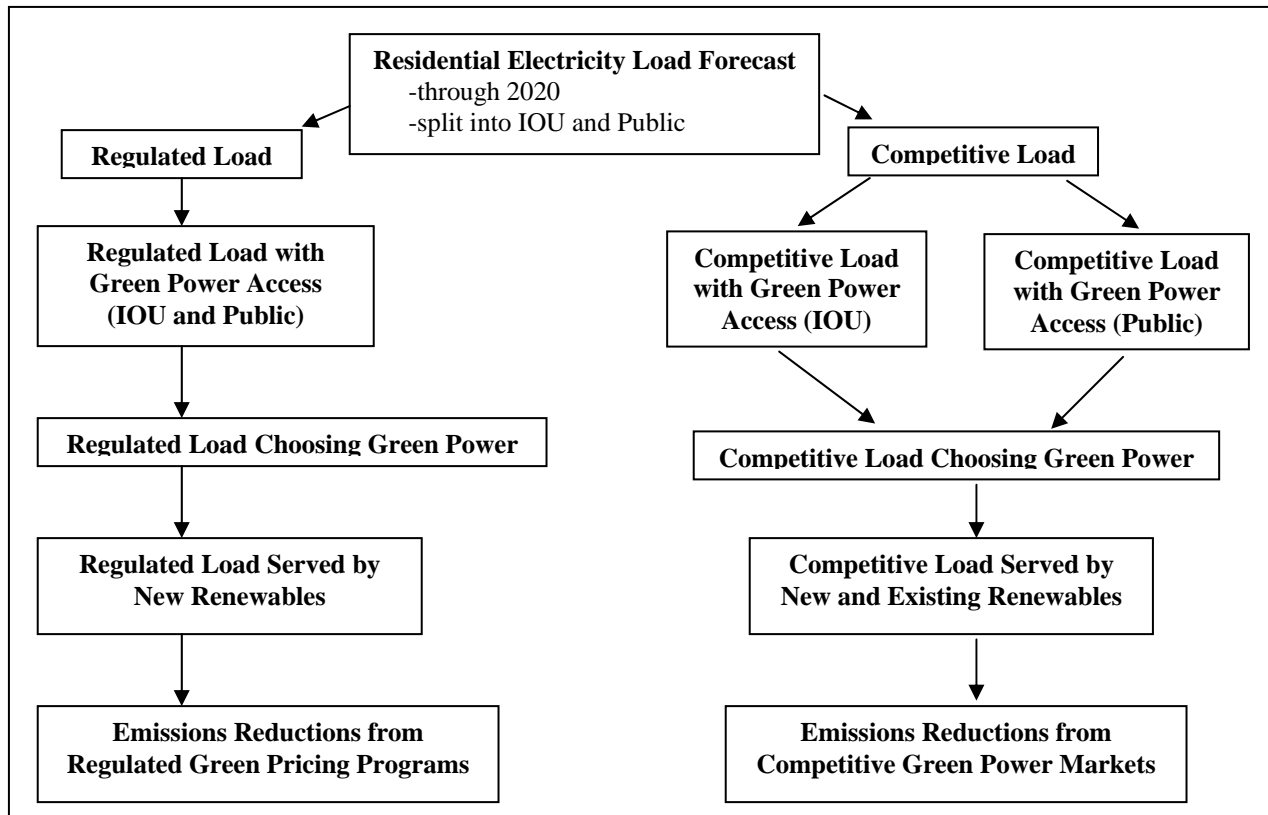 Residential Electricity Load Forecast
-through 2020
-split into IOU and Public
Regulated Load
Competitive Load
Regulated Load with
Green Power Access
(IOU and Public)
Competitive Load
with Green Power
Access (IOU)
Competitive Load
with Green Power
Access (Public)
Regulated Load Choosing Green Power
Competitive Load Choosing Green Power
Regulated Load Served by
New Renewables
Competitive Load Served by
New and Existing Renewables
Emissions Reductions from
Regulated Green Pricing Programs
Emissions Reductions from
Competitive Green Power Markets